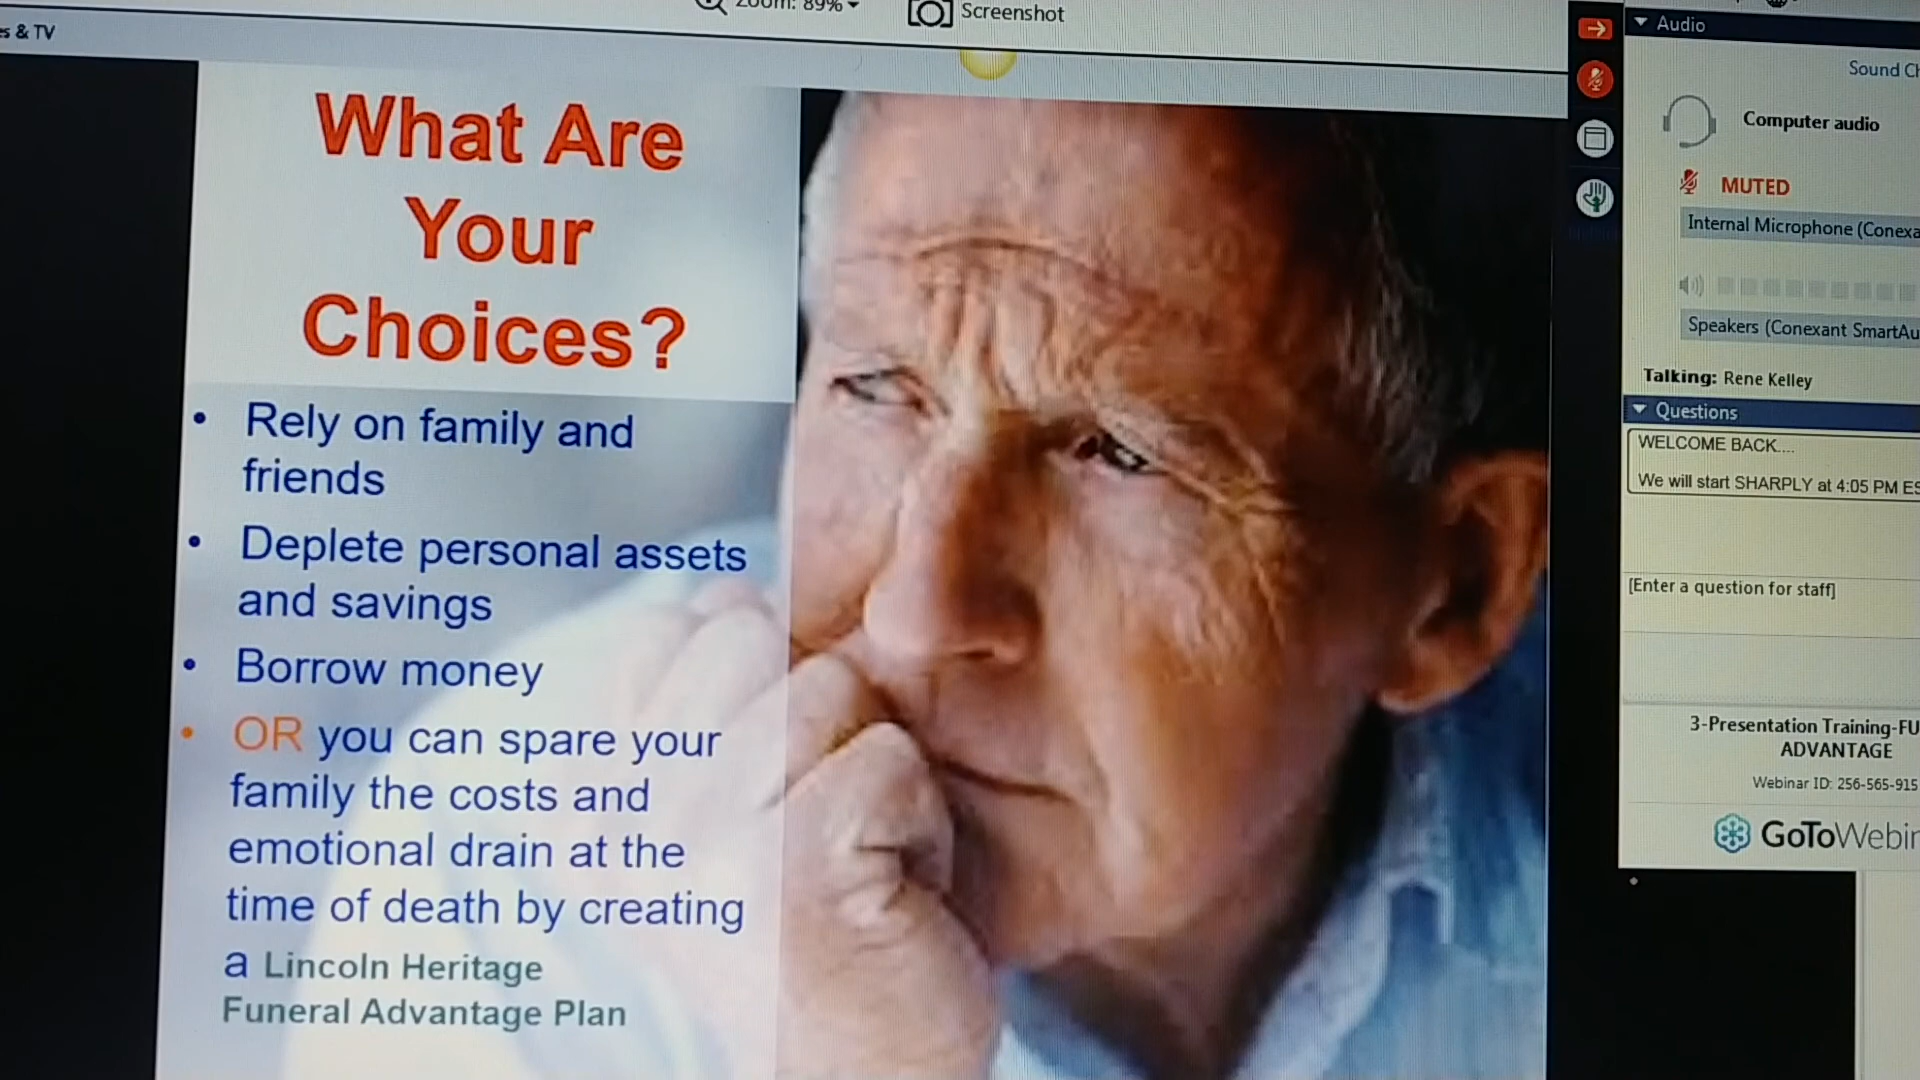 Zoom: 89%
Screenshot
& TV
What Are
Your
Choices?
• Rely on family and
friends
• Deplete personal assets
and savings
• Borrow money
• OR you can spare your
family the costs and
emotional drain at the
time of death by creating
a Lincoln Heritage
Funeral Advantage Plan
Audio
Sound
Computer audio
MUTED
Internal Microphone (Conexa
Speakers (Conexant SmartAu
Talking: Rene Kelley
Questions
WELCOME BACK....
We will start SHARPLY at 4:05 PM ES
[Enter a question for staff]
3-Presentation Training-FU
ADVANTAGE
Webinar ID: 256-565-915
GoToWebin